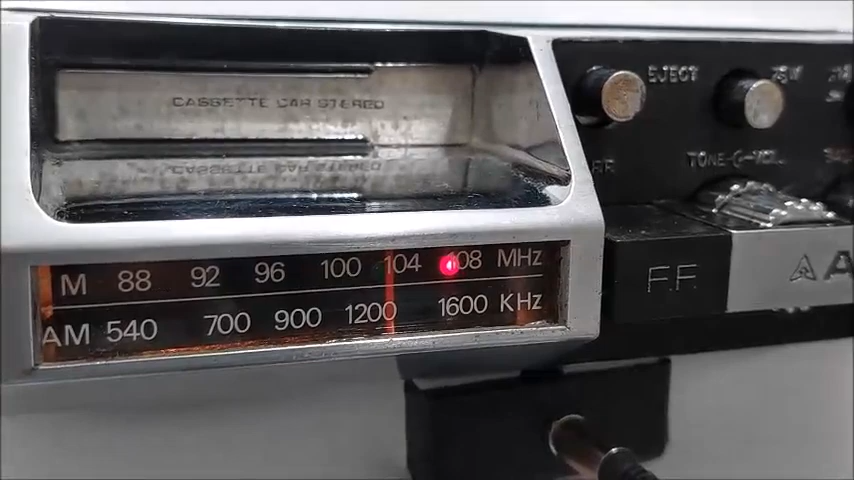 CASSETTE CAR STEREO
EJECT
TONE-C-VOL
FF
M 88 92 96 100 104 108 MHZ
AM 540 700 900 1200 1600 KHZ
F.F